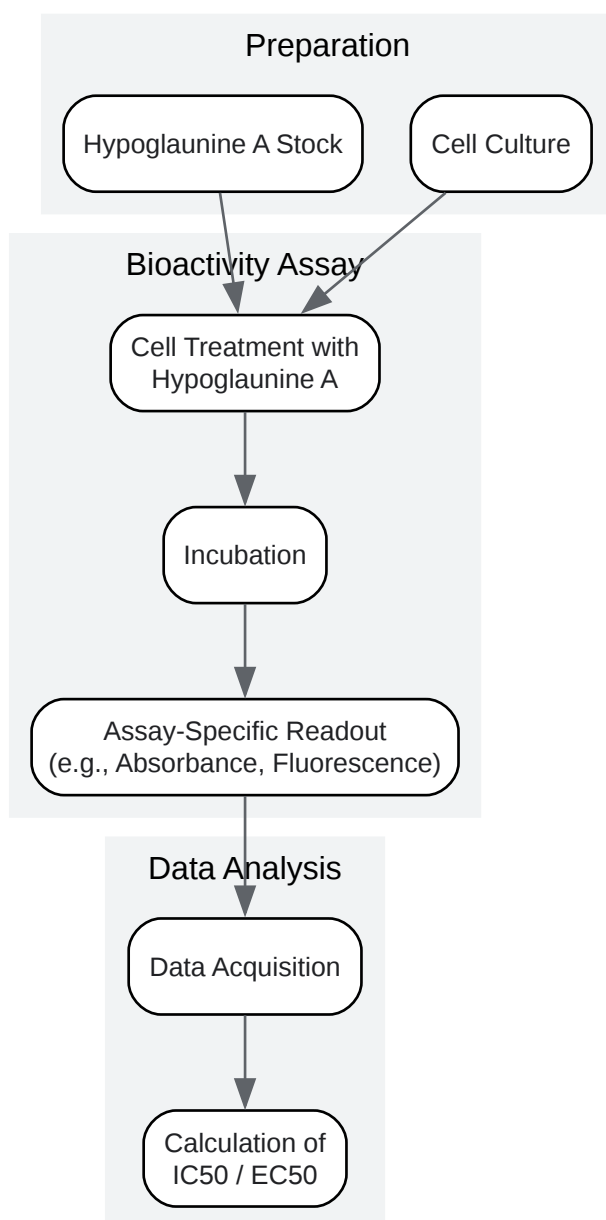 Preparation
Hypoglaunine A Stock
Cell Culture
Bioactivity Assay
Cell Treatment with
Hypoglaunine A
Incubation
Assay-Specific Readout
(e.g., Absorbance, Fluorescence)
Data Analysis
Data Acquisition
Calculation of
IC50 / EC50